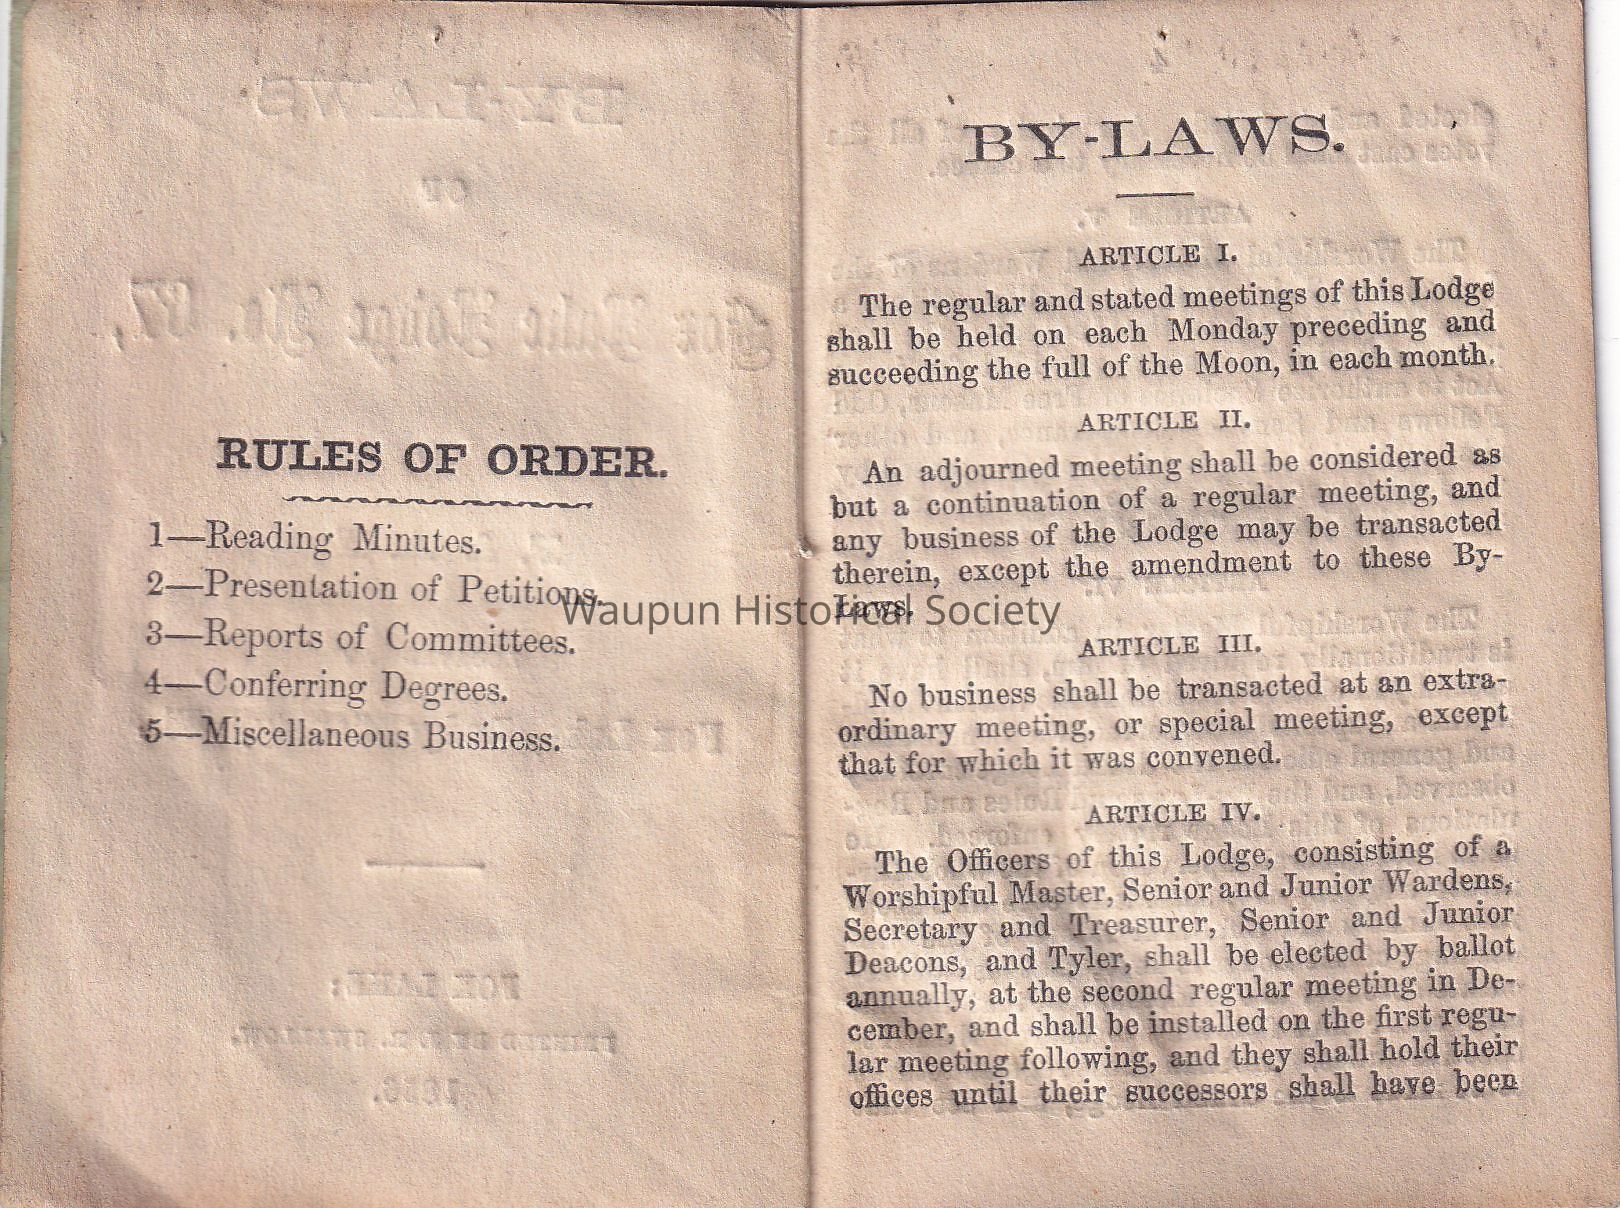 RULES OF ORDER.
1—Reading Minutes.
2—Presentation of Petitions.
3—Reports of Committees.
4—Conferring Degrees.
5—Miscellaneous Business.
BY-LAWS.
ARTICLE I.
The regular and stated meetings of this Lodge
shall be held on each Monday preceding and
succeeding the full of the Moon, in each month.
ARTICLE II.
An adjourned meeting shall be considered as
but a continuation of a regular meeting, and
any business of the Lodge may be transacted
therein, except the amendment to these By-
Laws.
ARTICLE III.
No business shall be transacted at an extra-
ordinary meeting, or special meeting, except
that for which it was convened.
ARTICLE IV.
The Officers of this Lodge, consisting of a
Worshipful Master, Senior and Junior Wardens,
Secretary and Treasurer, Senior and Junior
Deacons, and Tyler, shall be elected by ballot
annually, at the second regular meeting in De-
cember, and shall be installed on the first regu-
lar meeting following, and they shall hold their
offices until their successors shall have been
Waupun Historical Society